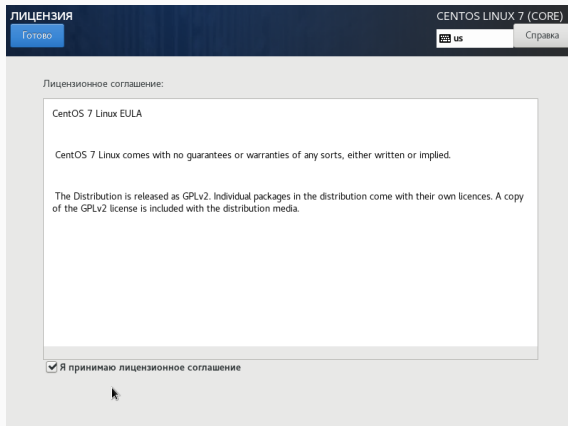 ЛИЦЕНЗИЯ
CENTOS LINUX 7 (CORE)
Готово
us
Справка
Лицензионное соглашение:
CentOS 7 Linux EULA
CentOS 7 Linux comes with no guarantees or warranties of any sorts, either written or implied.
The Distribution is released as GPLv2. Individual packages in the distribution come with their own licences. A copy
of the GPLv2 license is included with the distribution media.
Я принимаю лицензионное соглашение